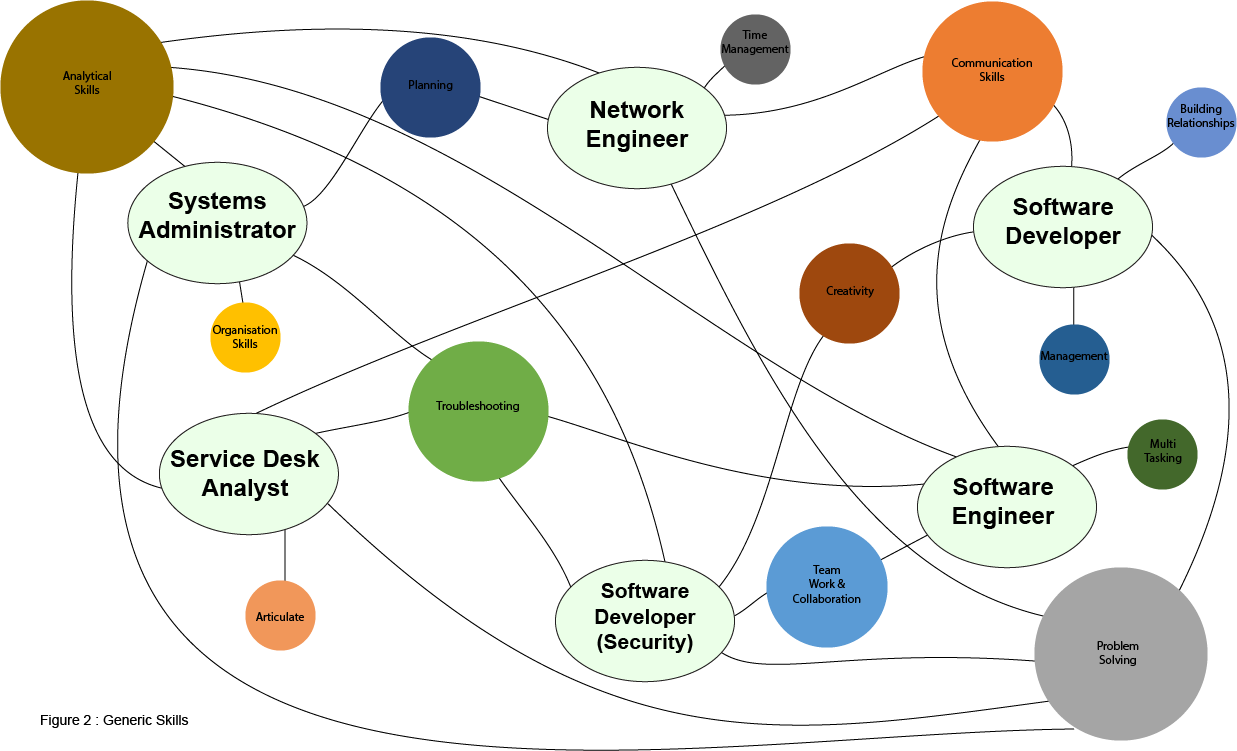 Analytical
Skills
Planning
Time
Management
Network
Engineer
Communication
Skills
Building
Relationships
Systems
Administrator
Software
Developer
Creativity
Organisation
Skills
Management
Troubleshooting
Service Desk
Analyst
Multi
Tasking
Software
Engineer
Team
Work &
Collaboration
Software
Developer
(Security)
Articulate
Problem
Solving
Figure 2 : Generic Skills